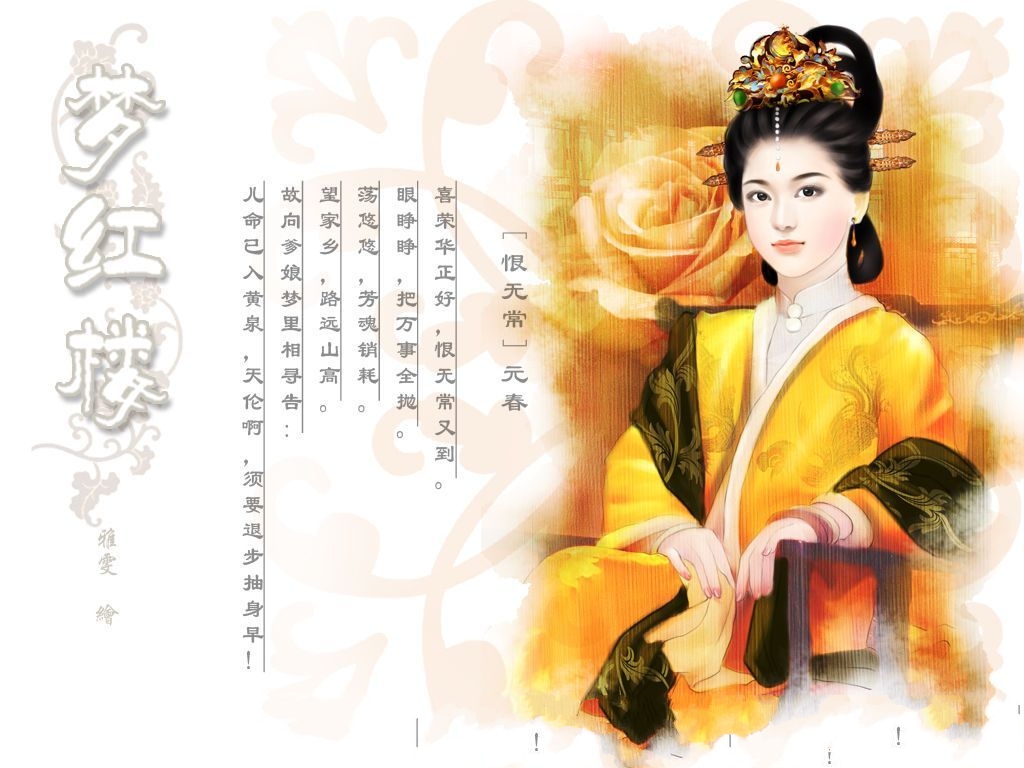 [恨无常]元春
喜荣华正好,恨无常又到。
眼睁睁,把万事全抛。
荡悠悠,芳魂销耗。
望家乡,路远山高。
故向爹娘梦里相寻告:
儿命已入黄泉,天伦啊,须要退步抽身早!
梦红楼
雅雯 繪